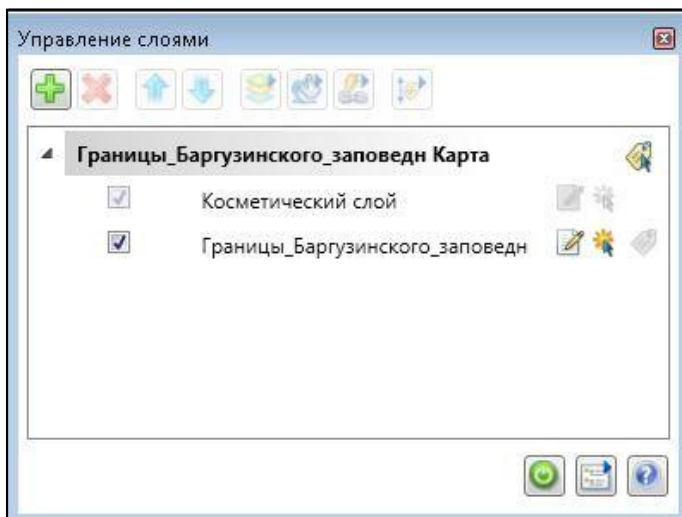 Управление слоями
Границы_Баргузинского_заповедн Карта
Косметический слой
Границы_Баргузинского_заповедн